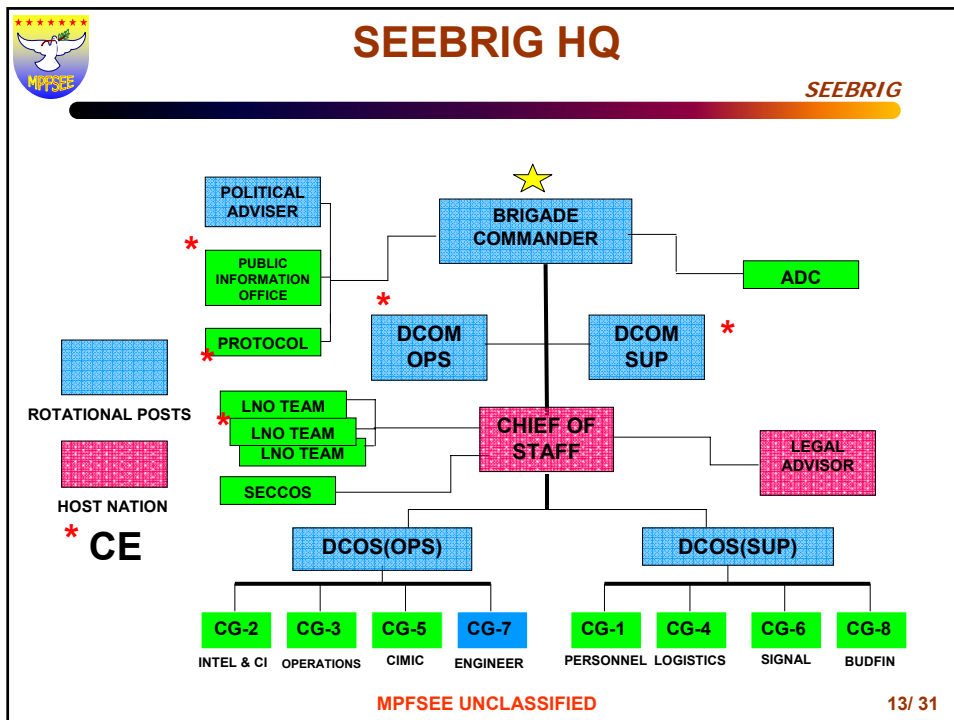 SEEBRIG HQ
MPFSEE
SEEBRIG
POLITICAL
ADVISER
BRIGADE
COMMANDER
*
PUBLIC
INFORMATION
OFFICE
ADC
*
DCOM
OPS
DCOM
SUP
*
PROTOCOL
*
ROTATIONAL POSTS
LNO TEAM
*
LNO TEAM
LNO TEAM
CHIEF OF
STAFF
LEGAL
ADVISOR
SECCOS
HOST NATION
* CE
DCOS(OPS)
DCOS(SUP)
CG-2
CG-3
CG-5
CG-7
CG-1
CG-4
CG-6
CG-8
INTEL & CI
OPERATIONS
CIMIC
ENGINEER
PERSONNEL
LOGISTICS
SIGNAL
BUDFIN
MPFSEE UNCLASSIFIED
13/ 31